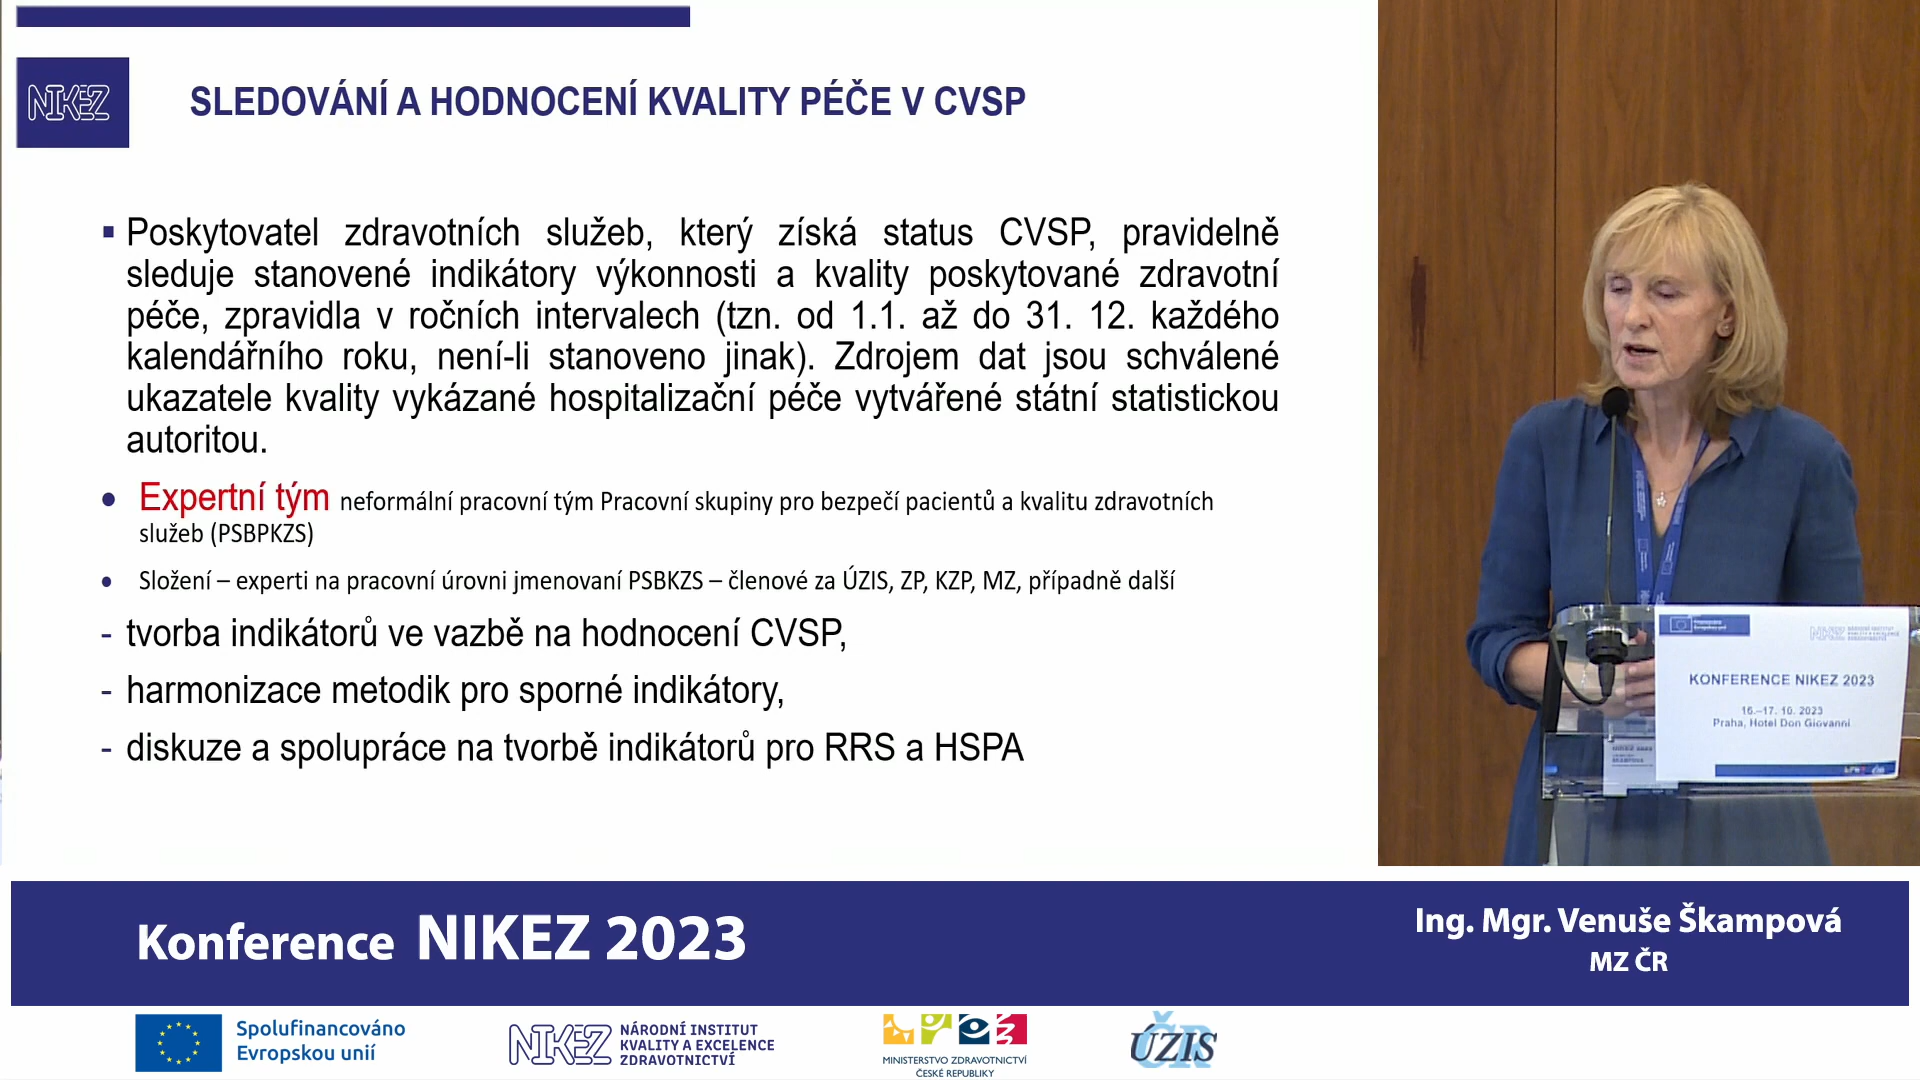 NIKEZ
SLEDOVÁNÍ A HODNOCENÍ KVALITY PÉČE V CVSP
▪ Poskytovatel zdravotních služeb, který získá status CVSP, pravidelně
sleduje stanovené indikátory výkonnosti a kvality poskytované zdravotní
péče, zpravidla v ročních intervalech (tzn. od 1.1. až do 31. 12. každého
kalendářního roku, není-li stanoveno jinak). Zdrojem dat jsou schválené
ukazatele kvality vykázané hospitalizační péče vytvářené státní statistickou
autoritou.
• Expertní tým neformální pracovní tým Pracovní skupiny pro bezpečí pacientů a kvalitu zdravotních
služeb (PSBPKZS)
• Složení – experti na pracovní úrovni jmenovaní PSBKZS – členové za ÚZIS, ZP, KZP, MZ, případně další
- tvorba indikátorů ve vazbě na hodnocení CVSP,
- harmonizace metodik pro sporné indikátory,
- diskuze a spolupráce na tvorbě indikátorů pro RRS a HSPA
KONFERENCE NIKEZ 2023
16.–17. 10. 2023
Praha, Hotel Don Giovanni
Konference NIKEZ 2023
Ing. Mgr. Venuše Škampová
MZ ČR
Spolufinancováno
Evropskou unií
NIKEZ
NÁRODNÍ INSTITUT
KVALITY A EXCELENCE
ZDRAVOTNICTVÍ
MINISTERSTVO ZDRAVOTNICTVÍ
ČESKÉ REPUBLIKY
ÚZIS
ČR